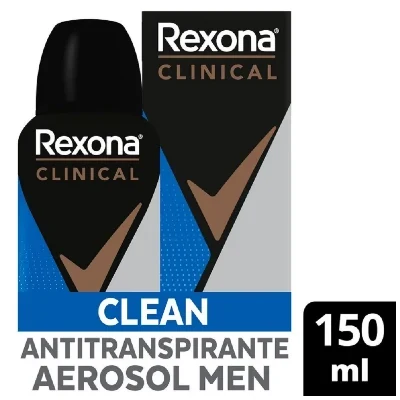 Rexona®
CLINICAL
Rexona®
CLINICAL
CLEAN
ANTITRANSPIRANTE
AEROSOL MEN
150
ml